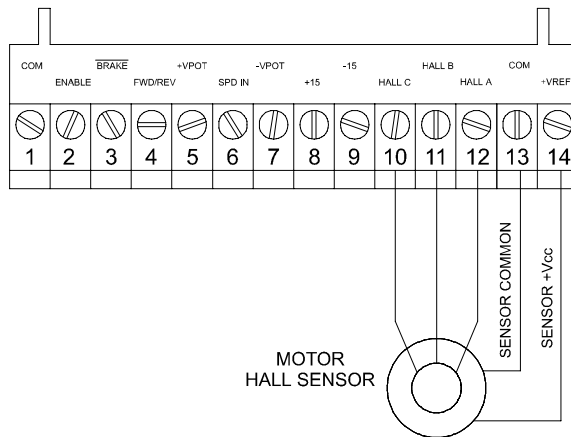 COM ENABLE BRAKE FWD/REV +VPOT SPD IN -VPOT +15 -15 HALL C HALL B HALL A COM +VREF
1 2 3 4 5 6 7 8 9 10 11 12 13 14
SENSOR COMMON
SENSOR +Vcc
MOTOR
HALL SENSOR